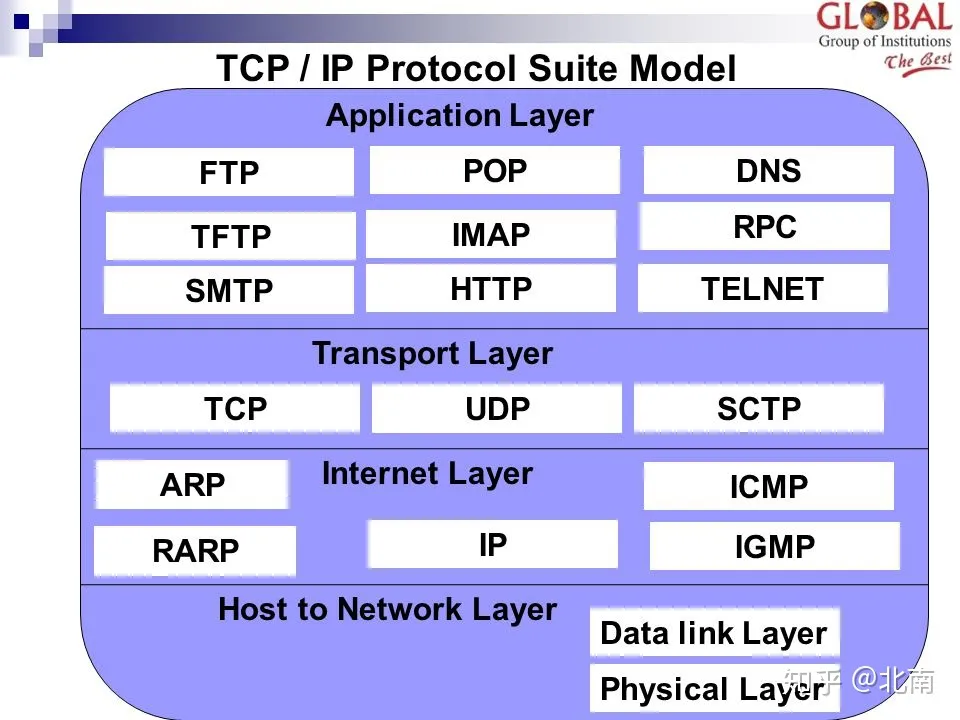 GLOBAL
Group of Institutions
The Best
TCP / IP Protocol Suite Model
Application Layer
FTP
POP
DNS
TFTP
IMAP
RPC
SMTP
HTTP
TELNET
Transport Layer
TCP
UDP
SCTP
Internet Layer
ARP
ICMP
RARP
IP
IGMP
Host to Network Layer
Data link Layer
Physical Layer
知乎 @北南